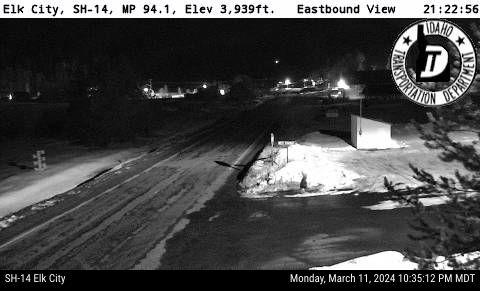 Elk City, SH-14, MP 94.1, Elev 3,939ft. Eastbound View 21:22:56
IDAHO
TRANSPORTATION DEPARTMENT
SH-14 Elk City Monday, March 11, 2024 10:35:12 PM MDT